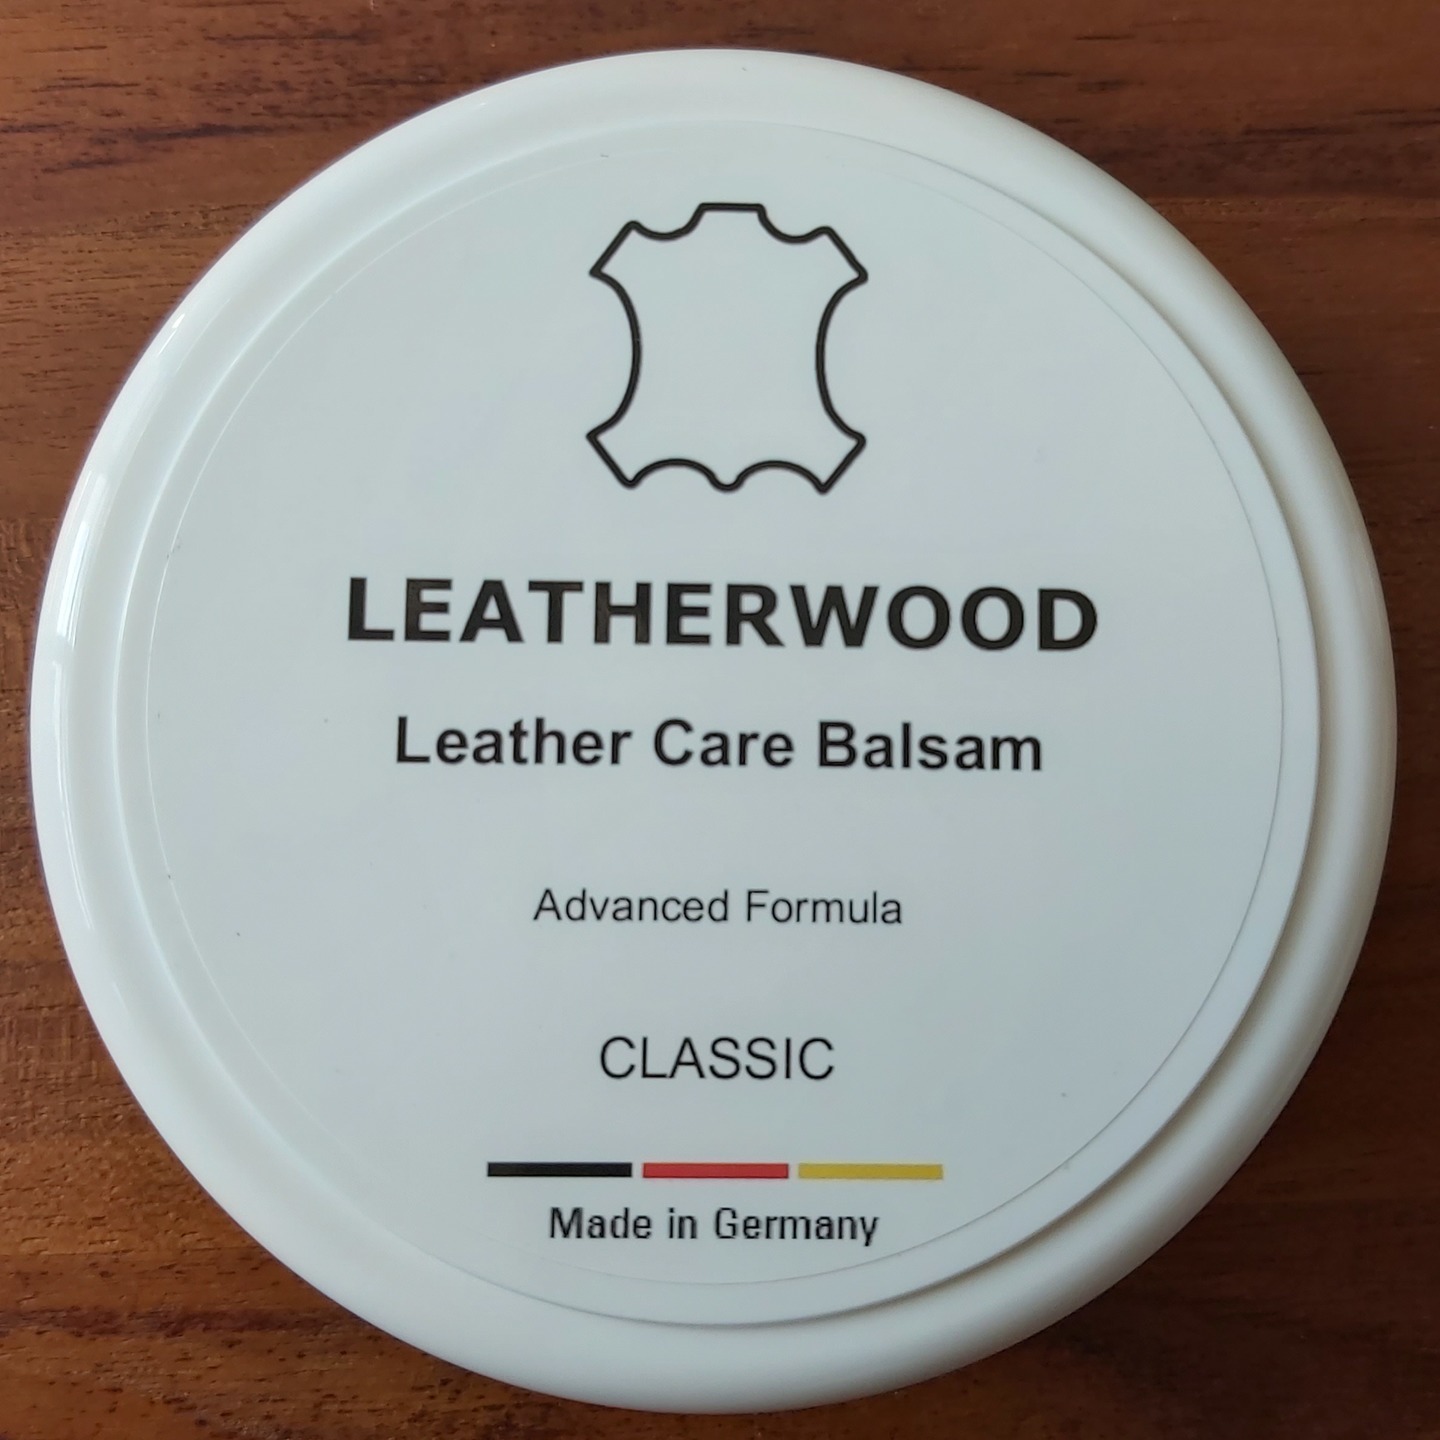 LEATHERWOOD
Leather Care Balsam
Advanced Formula
CLASSIC
Made in Germany